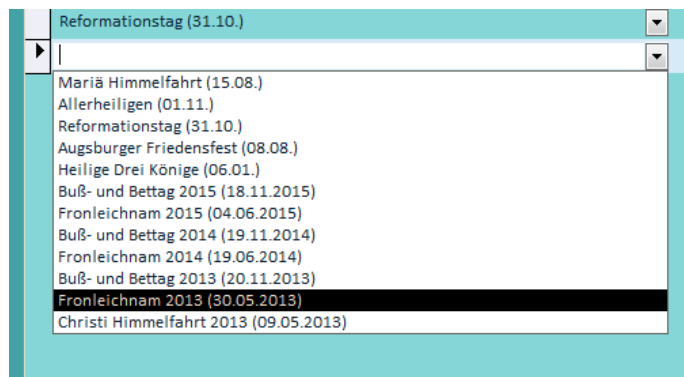 Reformationstag (31.10.)
Mariä Himmelfahrt (15.08.)
Allerheiligen (01.11.)
Reformationstag (31.10.)
Augsburger Friedensfest (08.08.)
Heilige Drei Könige (06.01.)
Buß- und Bettag 2015 (18.11.2015)
Fronleichnam 2015 (04.06.2015)
Buß- und Bettag 2014 (19.11.2014)
Fronleichnam 2014 (19.06.2014)
Buß- und Bettag 2013 (20.11.2013)
Fronleichnam 2013 (30.05.2013)
Christi Himmelfahrt 2013 (09.05.2013)